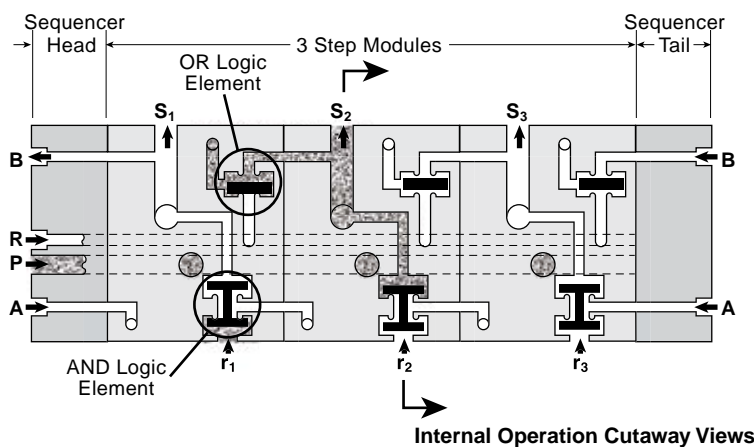 Sequencer
Head
3 Step Modules
Sequencer
Tail
OR Logic
Element
S1
S2
S3
B
B
R
P
A
A
AND Logic
Element
r1
r2
r3
Internal Operation Cutaway Views